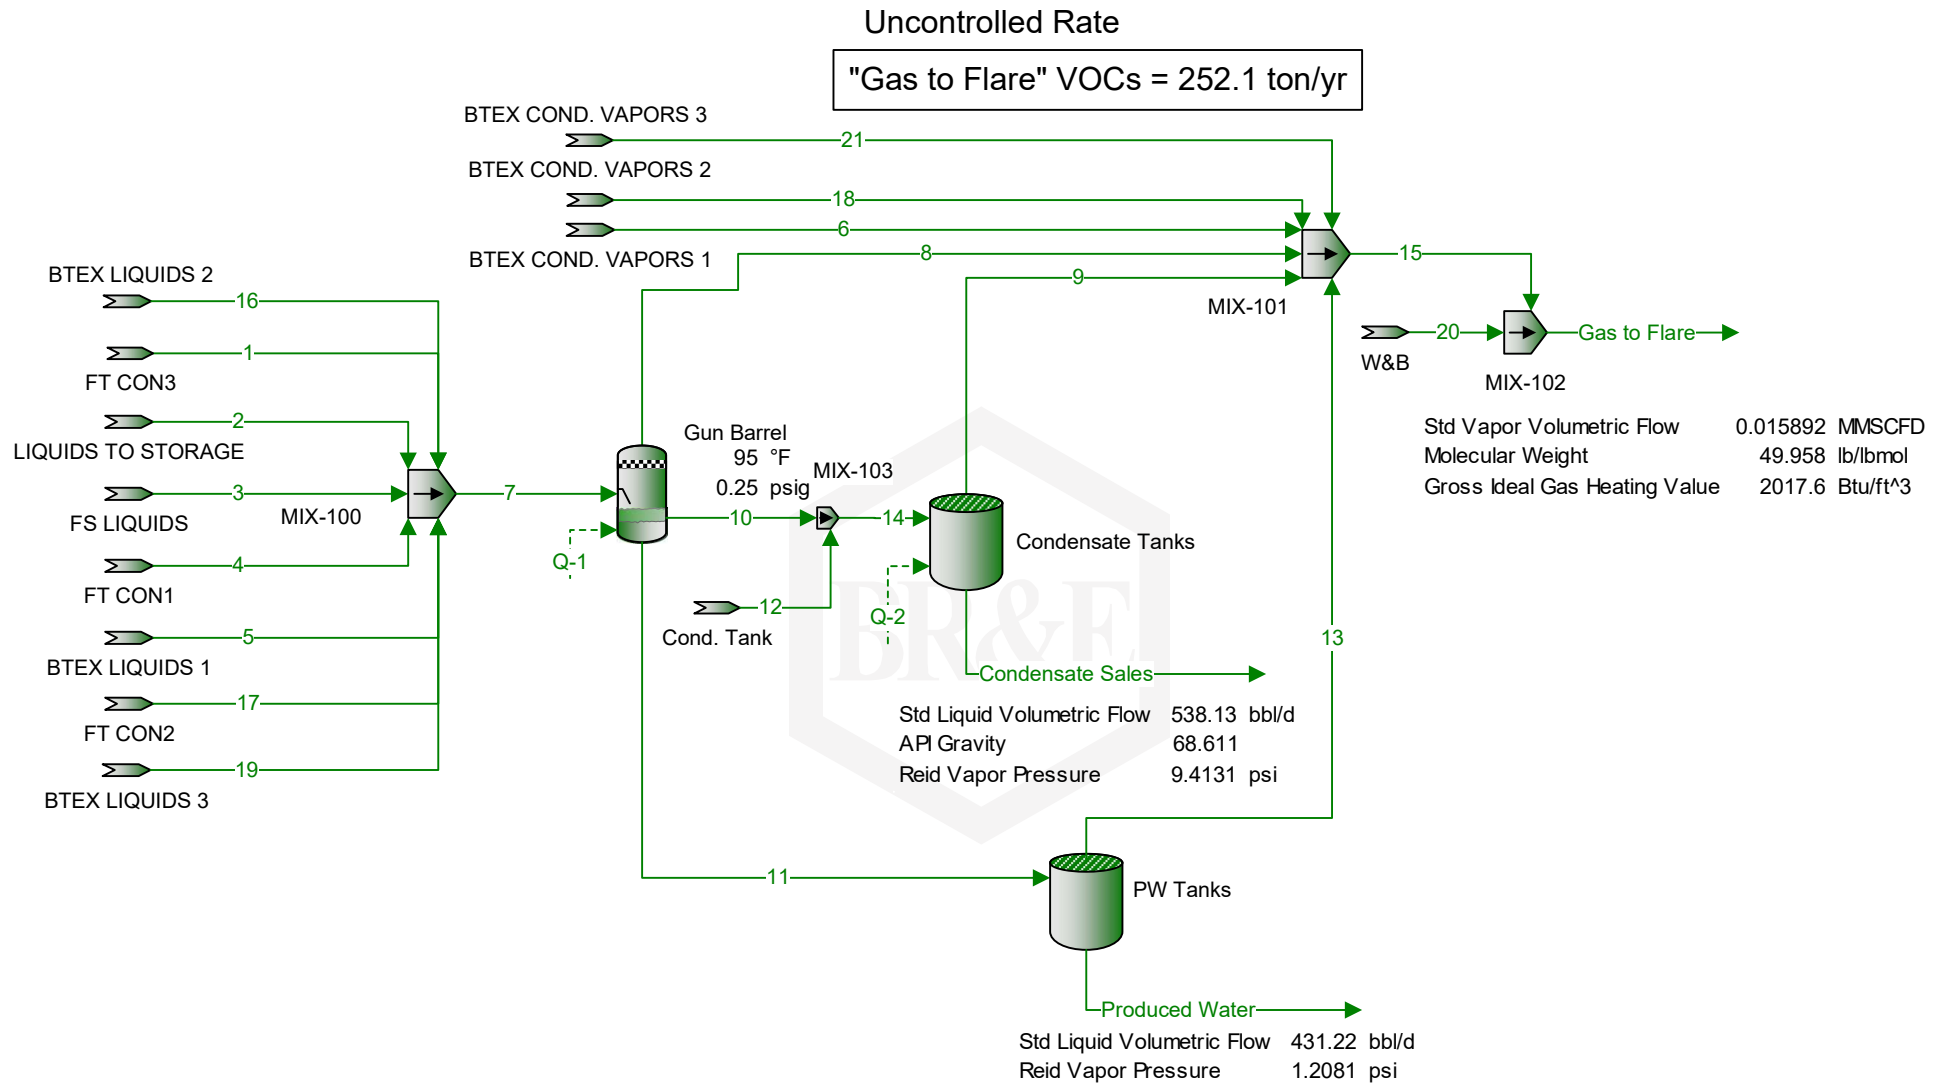 Uncontrolled Rate
"Gas to Flare" VOCs = 252.1 ton/yr
BTEX COND. VAPORS 3
21
BTEX COND. VAPORS 2
18
6
BTEX COND. VAPORS 1
8
15
9
BTEX LIQUIDS 2
16
MIX-101
1
FT CON3
20
Gas to Flare
W&B
MIX-102
2
LIQUIDS TO STORAGE
Std Vapor Volumetric Flow 0.015892 MMSCFD
Molecular Weight 49.958 lb/lbmol
Gross Ideal Gas Heating Value 2017.6 Btu/ft^3
Gun Barrel
95 °F
0.25 psig
MIX-103
3
FS LIQUIDS
MIX-100
7
10
14
Condensate Tanks
4
FT CON1
Q-1
12
Cond. Tank
Q-2
BR&E
13
5
BTEX LIQUIDS 1
Condensate Sales
17
FT CON2
Std Liquid Volumetric Flow 538.13 bbl/d
API Gravity 68.611
Reid Vapor Pressure 9.4131 psi
19
BTEX LIQUIDS 3
11
PW Tanks
Produced Water
Std Liquid Volumetric Flow 431.22 bbl/d
Reid Vapor Pressure 1.2081 psi